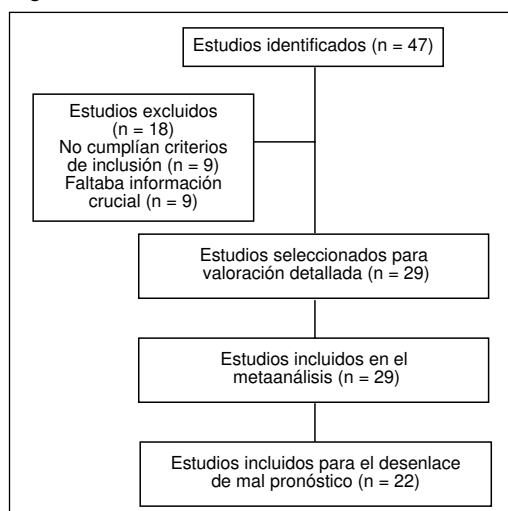 Estudios identificados (n = 47)
Estudios excluidos
(n = 18)
No cumplían criterios
de inclusión (n = 9)
Faltaba información
crucial (n = 9)
Estudios seleccionados para
valoración detallada (n = 29)
Estudios incluidos en el
metaanálisis (n = 29)
Estudios incluidos para el desenlace
de mal pronóstico (n = 22)